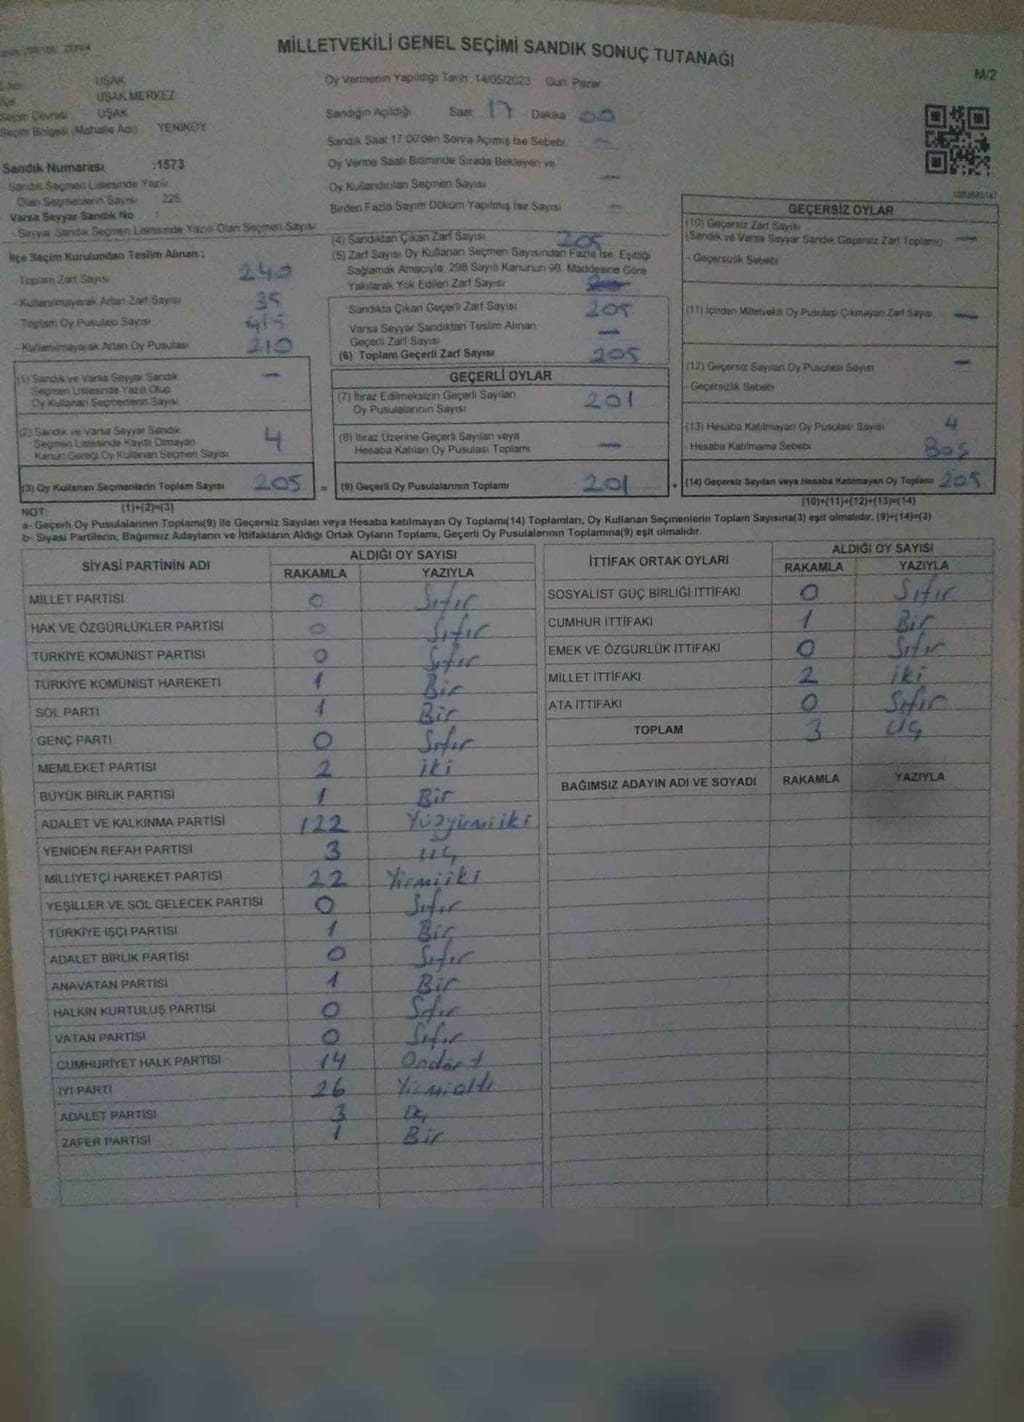 MİLLETVEKİLİ GENEL SEÇİMİ SANDIK SONUÇ TUTANAĞI
M/2
UŞAK
UŞAK MERKEZ
Seçim Çevresi UŞAK
Seçim Bölgesi (Mahalle Adı) YENİKÖY
Oy Vermenin Yapıldığı Tarih 14/05/2023 Gün Pazar
Sandığın Açıldığı Saat 17 Dakika 00
Sandık Saat 17:00'den Sonra Açılmış İse Sebebi —
Oy Verme Saati Bitiminde Sırada Bekleyen ve
Oy Kullandırılan Seçmen Sayısı —
Birden Fazla Sayım Döküm Yapılmış İse Sayısı —
Sandık Numarası :1573
Sandık Seçmen Listesinde Yazılı
Olan Seçmenlerin Sayısı 225
Varsa Seyyar Sandık No :
Seyyar Sandık Seçmen Listesinde Yazılı Olan Seçmen Sayısı
İlçe Seçim Kurulundan Teslim Alınan ;
Toplam Zarf Sayısı 240
- Kullanılmayarak Artan Zarf Sayısı 35
- Toplam Oy Pusulası Sayısı
- Kullanılmayarak Artan Oy Pusulası 210
(1) Sandık ve Varsa Seyyar Sandık
Seçmen Listesinde Yazılı Olup
Oy Kullanan Seçmenlerin Sayısı —
(2) Sandık ve Varsa Seyyar Sandık
Seçmen Listesinde Kayıtlı Olmayan
Kanun Gereği Oy Kullanan Seçmen Sayısı 4
(3) Oy Kullanan Seçmenlerin Toplam Sayısı 205 =
(1)+(2)=(3)
(4) Sandıktan Çıkan Zarf Sayısı 205
(5) Zarf Sayısı Oy Kullanan Seçmen Sayısından Fazla İse, Eşitliği
Sağlamak Amacıyla, 298 Sayılı Kanunun 98. Maddesine Göre
Yakılarak Yok Edilen Zarf Sayısı
Sandıkta Çıkan Geçerli Zarf Sayısı 205
Varsa Seyyar Sandıktan Teslim Alınan
Geçerli Zarf Sayısı —
(6) Toplam Geçerli Zarf Sayısı 205
GEÇERLİ OYLAR
(7) İtiraz Edilmeksizin Geçerli Sayılan
Oy Pusulalarının Sayısı 201
(8) İtiraz Üzerine Geçerli Sayılan veya
Hesaba Katılan Oy Pusulası Toplamı —
(9) Geçerli Oy Pusulalarının Toplamı 201 +
GEÇERSİZ OYLAR
(10) Geçersiz Zarf Sayısı
(Sandık ve Varsa Seyyar Sandık Geçersiz Zarf Toplamı) —
- Geçersizlik Sebebi
(11) İçinden Milletvekili Oy Pusulası Çıkmayan Zarf Sayısı —
(12) Geçersiz Sayılan Oy Pusulası Sayısı —
- Geçersizlik Sebebi
(13) Hesaba Katılmayan Oy Pusulası Sayısı 4
- Hesaba Katılmama Sebebi Boş
(14) Geçersiz Sayılan veya Hesaba Katılmayan Oy Toplamı 205
(10)+(11)+(12)+(13)=(14)
NOT:
a- Geçerli Oy Pusulalarının Toplamı(9) ile Geçersiz Sayılan veya Hesaba katılmayan Oy Toplamı(14) Toplamları, Oy Kullanan Seçmenlerin Toplam Sayısına(3) eşit olmalıdır. (9)+(14)=(3)
b- Siyasi Partilerin, Bağımsız Adayların ve İttifakların Aldığı Ortak Oyların Toplamı, Geçerli Oy Pusulalarının Toplamına(9) eşit olmalıdır.
SİYASİ PARTİNİN ADI ALDIĞI OY SAYISI
RAKAMLA YAZIYLA
MİLLET PARTİSİ 0 Sıfır
HAK VE ÖZGÜRLÜKLER PARTİSİ 0 Sıfır
TÜRKİYE KOMÜNİST PARTİSİ 0 Sıfır
TÜRKİYE KOMÜNİST HAREKETİ 1 Bir
SOL PARTİ 1 Bir
GENÇ PARTİ 0 Sıfır
MEMLEKET PARTİSİ 2 iki
BÜYÜK BİRLİK PARTİSİ 1 Bir
ADALET VE KALKINMA PARTİSİ 122 Yüzyirmiiki
YENİDEN REFAH PARTİSİ 3 üç
MİLLİYETÇİ HAREKET PARTİSİ 22 Yirmiiki
YEŞİLLER VE SOL GELECEK PARTİSİ 0 Sıfır
TÜRKİYE İŞÇİ PARTİSİ 1 Bir
ADALET BİRLİK PARTİSİ 0 Sıfır
ANAVATAN PARTİSİ 1 Bir
HALKIN KURTULUŞ PARTİSİ 0 Sıfır
VATAN PARTİSİ 0 Sıfır
CUMHURİYET HALK PARTİSİ 14 Ondört
İYİ PARTİ 26 Yirmialtı
ADALET PARTİSİ 3 Üç
ZAFER PARTİSİ 1 Bir
İTTİFAK ORTAK OYLARI ALDIĞI OY SAYISI
RAKAMLA YAZIYLA
SOSYALİST GÜÇ BİRLİĞİ İTTİFAKI 0 Sıfır
CUMHUR İTTİFAKI 1 Bir
EMEK VE ÖZGÜRLÜK İTTİFAKI 0 Sıfır
MİLLET İTTİFAKI 2 iki
ATA İTTİFAKI 0 Sıfır
TOPLAM 3 üç
BAĞIMSIZ ADAYIN ADI VE SOYADI RAKAMLA YAZIYLA